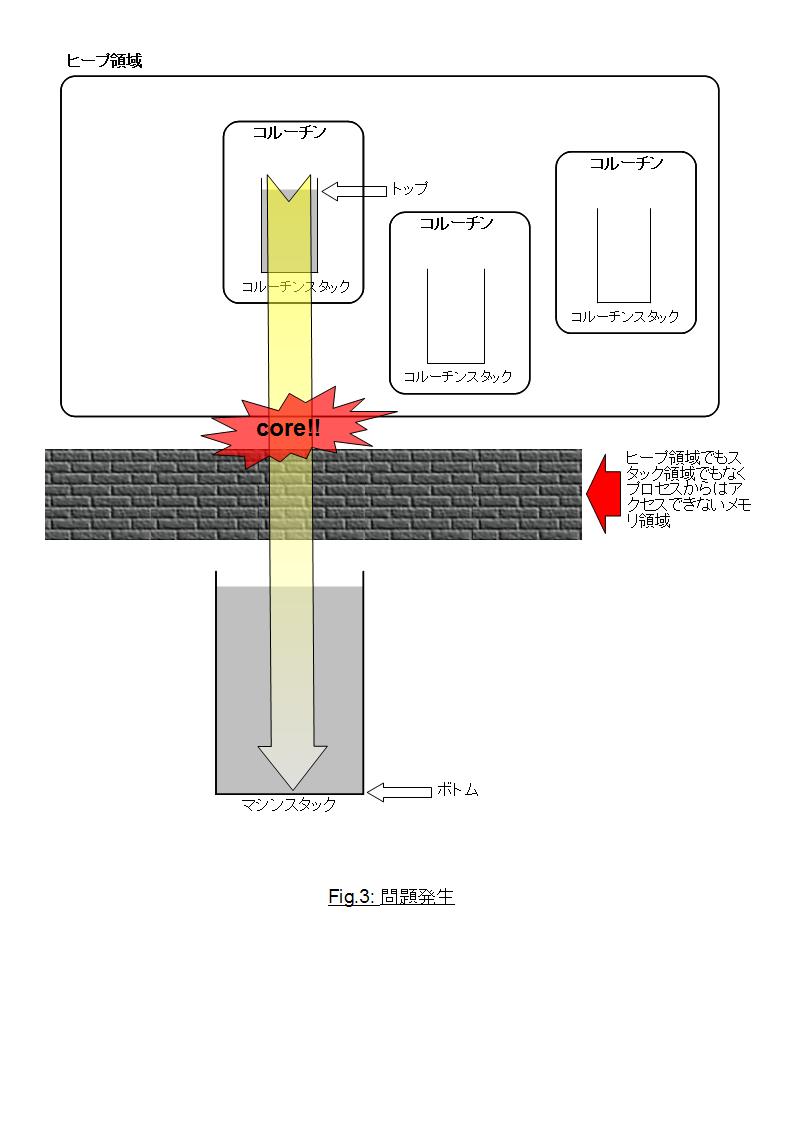 ヒープ領域
コルーチン
トップ
コルーチンスタック
コルーチン
コルーチンスタック
コルーチン
コルーチンスタック
core!!
ヒープ領域でもス
タック領域でもなく
プロセスからはア
クセスできないメモ
リ領域
ボトム
マシンスタック
Fig.3: 問題発生